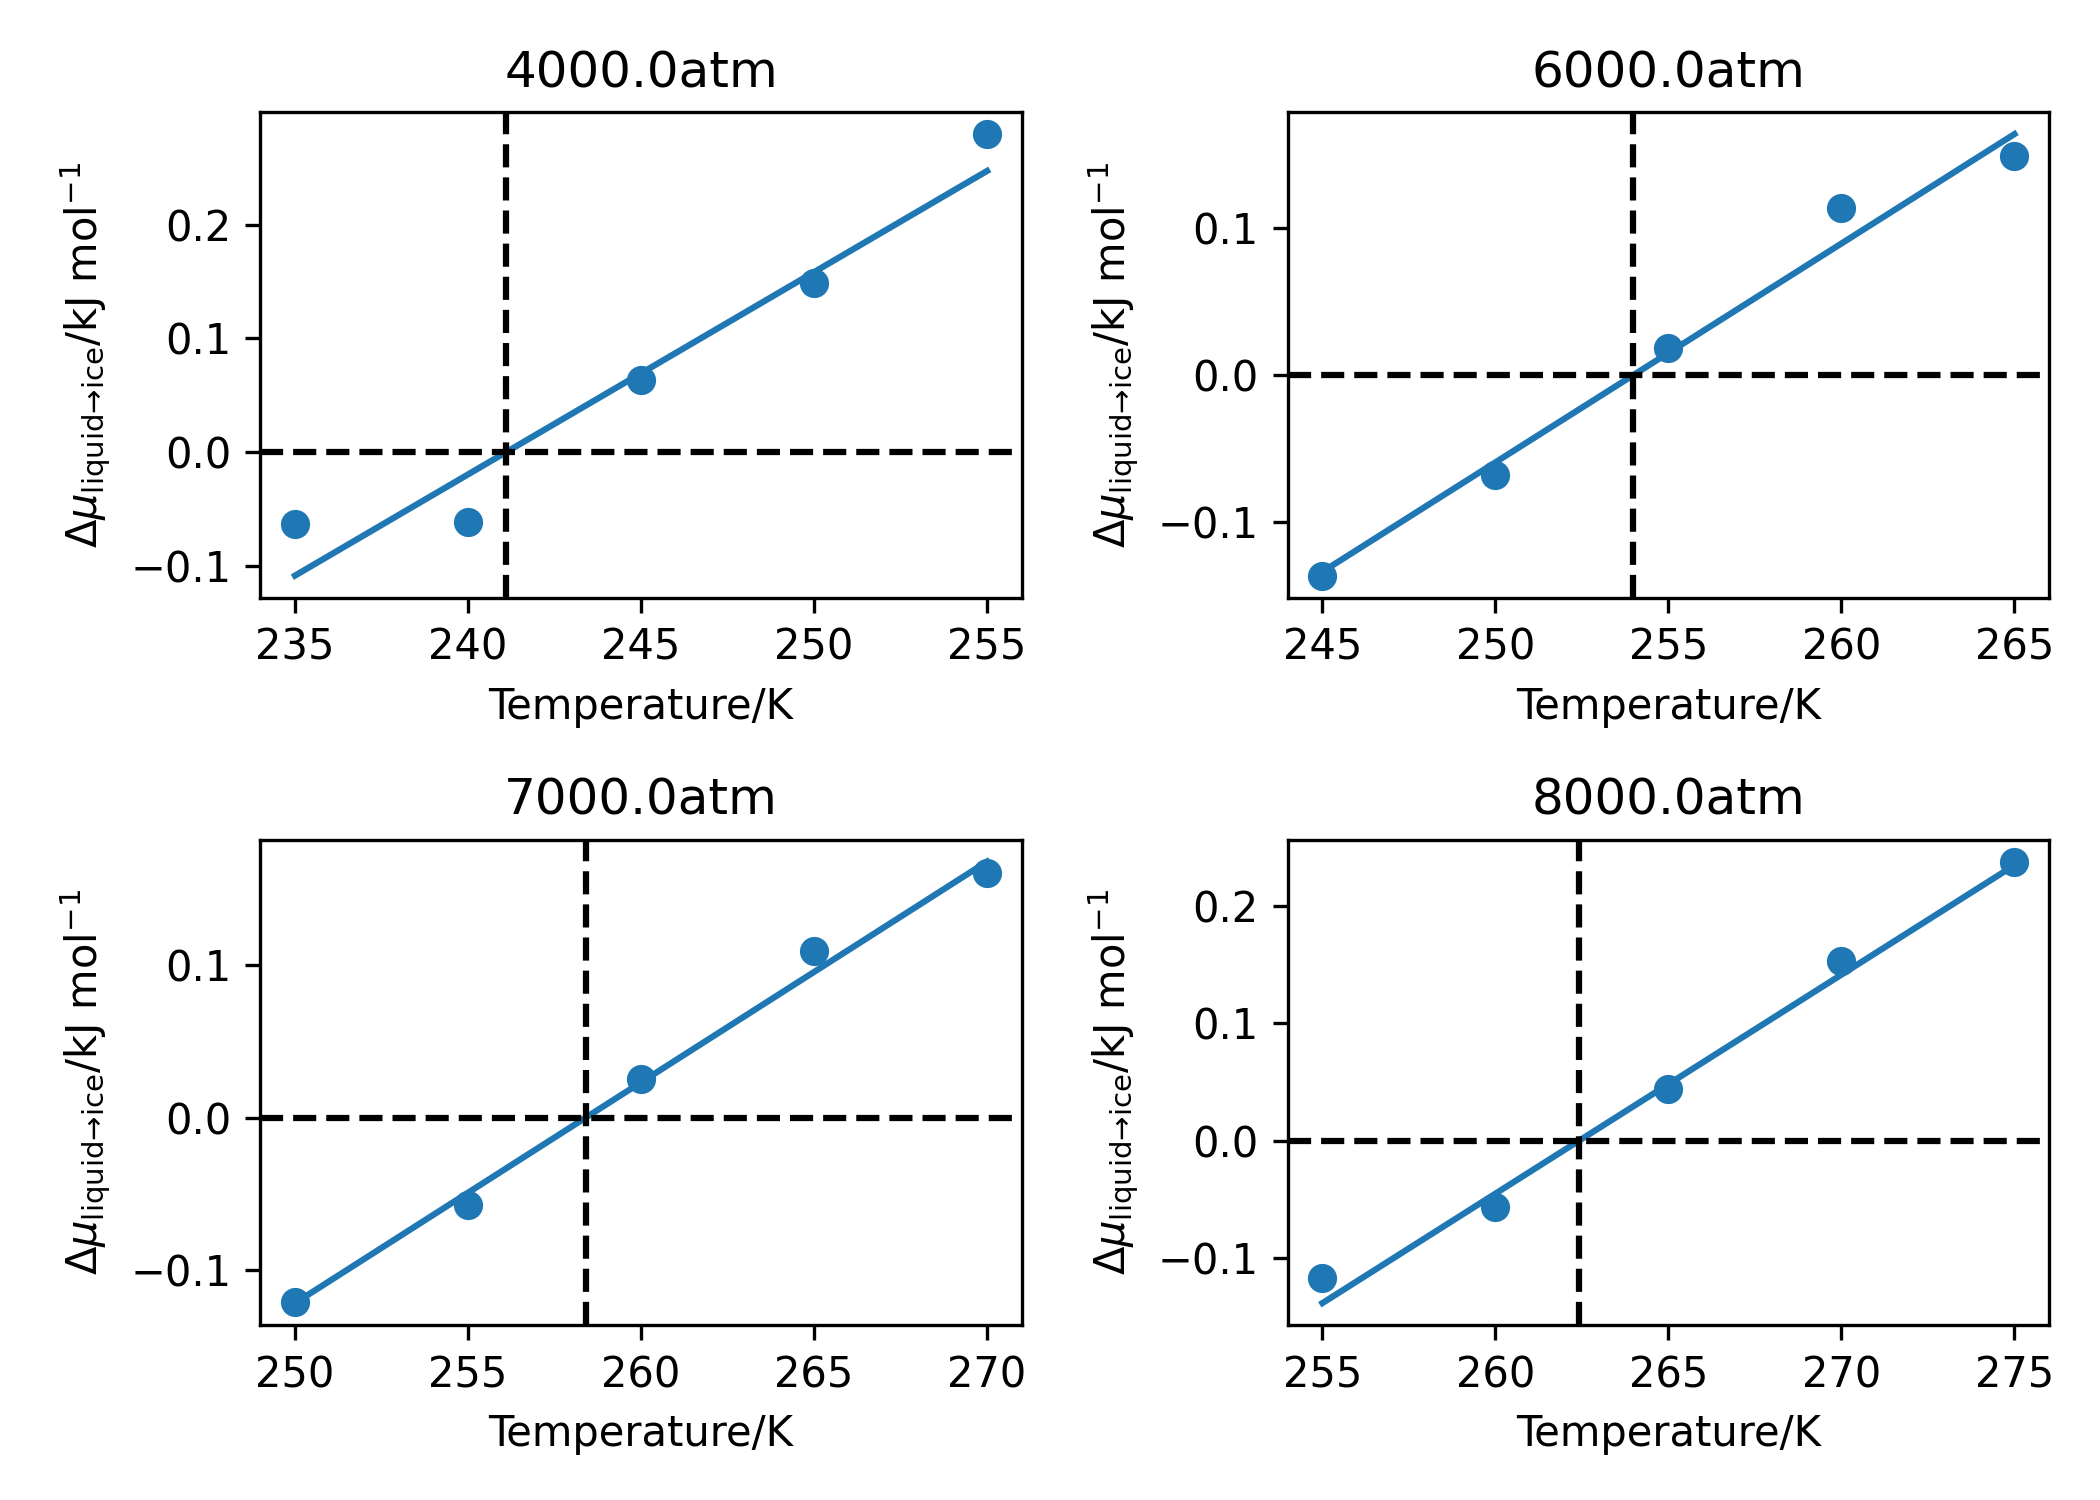 4000.0atm
Δμliquid→ice/kJ mol−1
0.2
0.1
0.0
−0.1
235 240 245 250 255
Temperature/K
6000.0atm
Δμliquid→ice/kJ mol−1
0.1
0.0
−0.1
245 250 255 260 265
Temperature/K
7000.0atm
Δμliquid→ice/kJ mol−1
0.1
0.0
−0.1
250 255 260 265 270
Temperature/K
8000.0atm
Δμliquid→ice/kJ mol−1
0.2
0.1
0.0
−0.1
255 260 265 270 275
Temperature/K